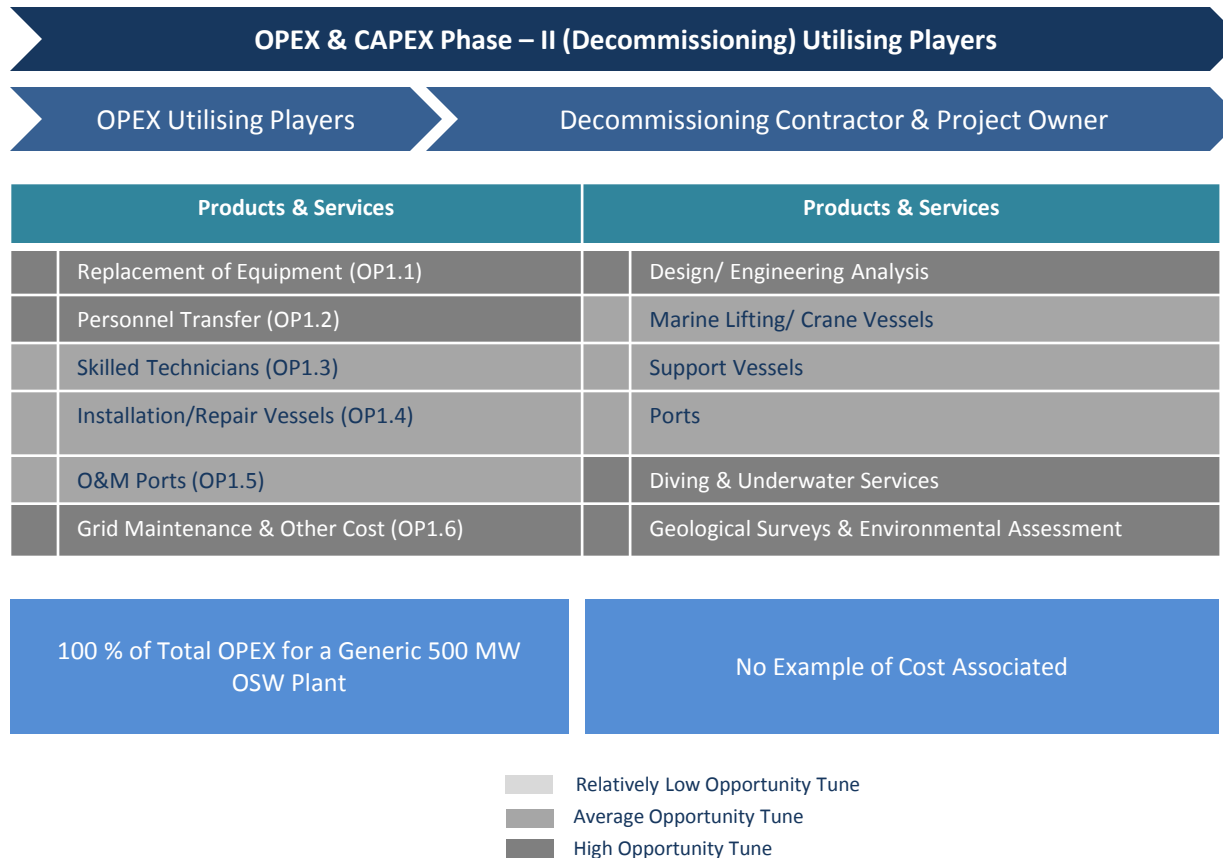 OPEX & CAPEX Phase – II (Decommissioning) Utilising Players
OPEX Utilising Players
Decommissioning Contractor & Project Owner
Products & Services
Products & Services
Replacement of Equipment (OP1.1)
Design/ Engineering Analysis
Personnel Transfer (OP1.2)
Marine Lifting/ Crane Vessels
Skilled Technicians (OP1.3)
Support Vessels
Installation/Repair Vessels (OP1.4)
Ports
O&M Ports (OP1.5)
Diving & Underwater Services
Grid Maintenance & Other Cost (OP1.6)
Geological Surveys & Environmental Assessment
100 % of Total OPEX for a Generic 500 MW
OSW Plant
No Example of Cost Associated
Relatively Low Opportunity Tune
Average Opportunity Tune
High Opportunity Tune